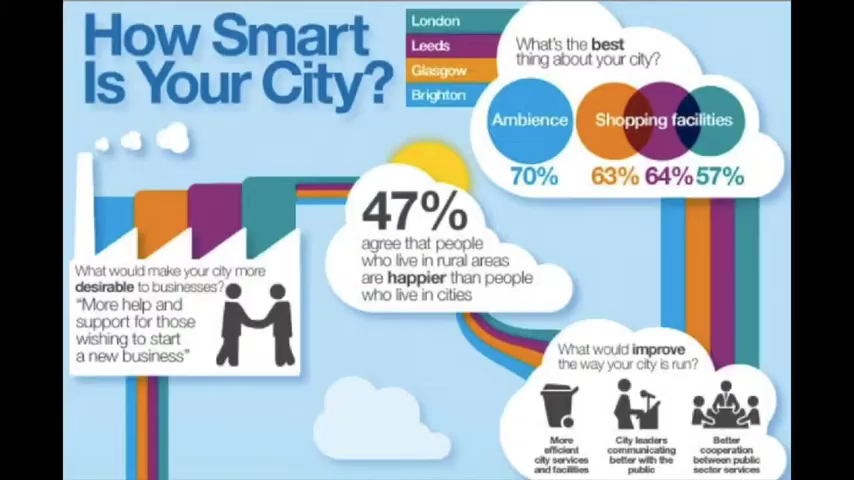 How Smart
Is Your City?
London
Leeds
Glasgow
Brighton
What's the best
thing about your city?
Ambience
Shopping facilities
70%
63% 64% 57%
47%
agree that people
who live in rural areas
are happier than people
who live in cities
What would make your city more
desirable to businesses?
"More help and
support for those
wishing to start
a new business"
What would improve
the way your city is run?
More
efficient
city services
and facilities
City leaders
communicating
better with the
public
Better
cooperation
between public
sector services